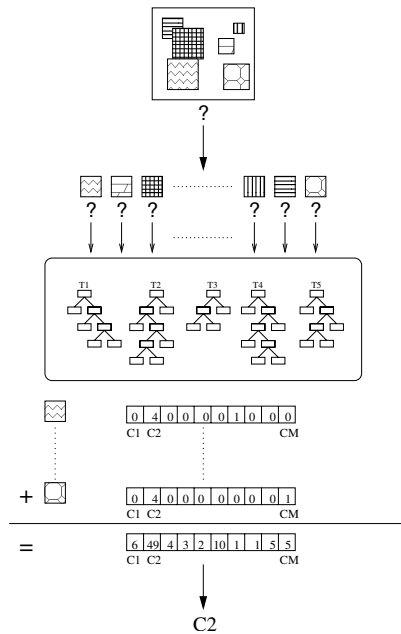 ?
? ? ? ? ? ?
T1 T2 T3 T4 T5
0 4 0 0 0 0 1 0 0 0
C1 C2 CM
+ 0 4 0 0 0 0 0 0 0 1
C1 C2 CM
= 6 49 4 3 2 10 1 1 5 5
C1 C2 CM
C2